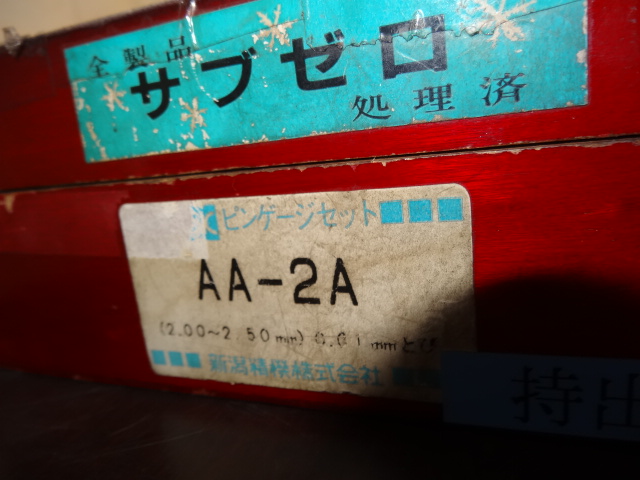 全製品
サブゼロ
処理済
ピンゲージセット
AA-2A
(2.00~2.50mm) 0.01mmとび
新潟精機株式会社
持出